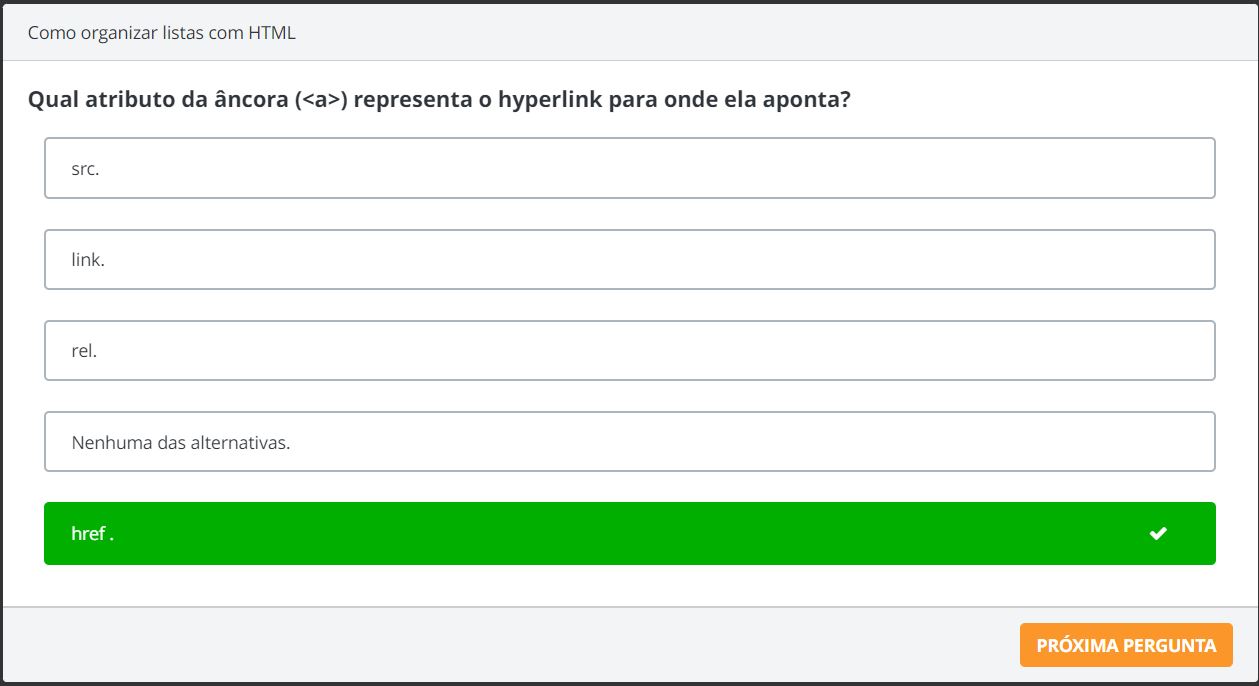 Como organizar listas com HTML
Qual atributo da âncora (<a>) representa o hyperlink para onde ela aponta?
src.
link.
rel.
Nenhuma das alternativas.
href .
PRÓXIMA PERGUNTA